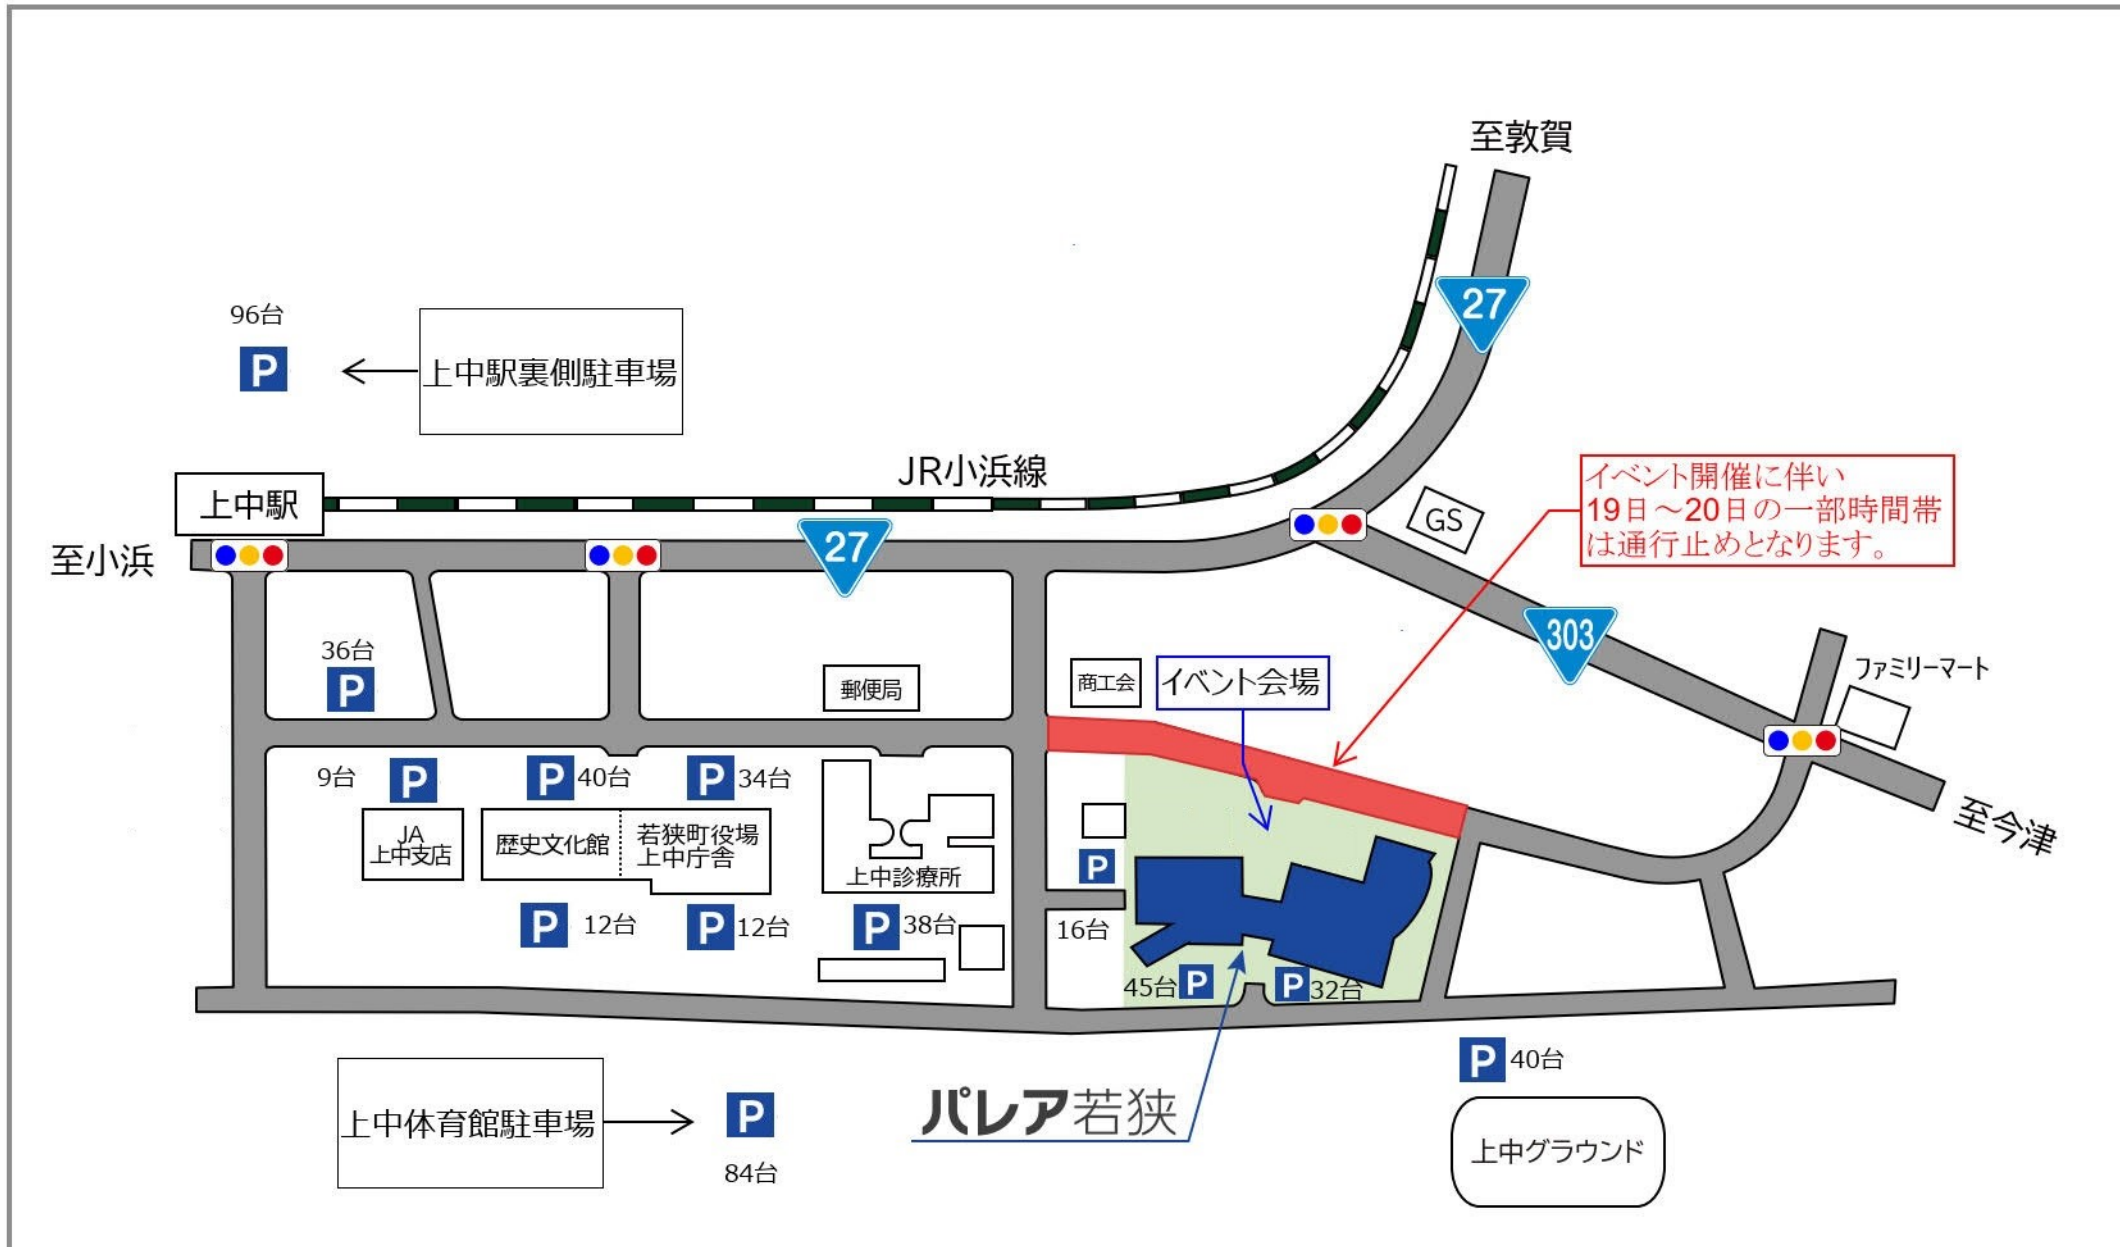 至敦賀
27
96台
P
上中駅裏側駐車場
JR小浜線
上中駅
至小浜
27
GS
イベント開催に伴い
19日～20日の一部時間帯
は通行止めとなります。
303
ファミリーマート
至今津
36台
P
郵便局
商工会
イベント会場
9台
P
P
40台
P
34台
JA
上中支店
歴史文化館
若狭町役場
上中庁舎
上中診療所
P
P
12台
P
12台
P
38台
16台
45台
P
P
32台
P
40台
上中体育館駐車場
P
84台
パレア若狭
上中グラウンド